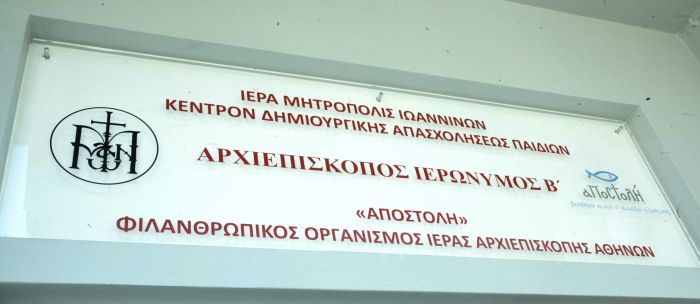 ΙΕΡΑ ΜΗΤΡΟΠΟΛΙΣ ΙΩΑΝΝΙΝΩΝ
ΚΕΝΤΡΟΝ ΔΗΜΙΟΥΡΓΙΚΗΣ ΑΠΑΣΧΟΛΗΣΕΩΣ ΠΑΙΔΙΩΝ
ΑΡΧΙΕΠΙΣΚΟΠΟΣ ΙΕΡΩΝΥΜΟΣ Β΄
αποστολή
«ΑΠΟΣΤΟΛΗ»
ΦΙΛΑΝΘΡΩΠΙΚΟΣ ΟΡΓΑΝΙΣΜΟΣ ΙΕΡΑΣ ΑΡΧΙΕΠΙΣΚΟΠΗΣ ΑΘΗΝΩΝ